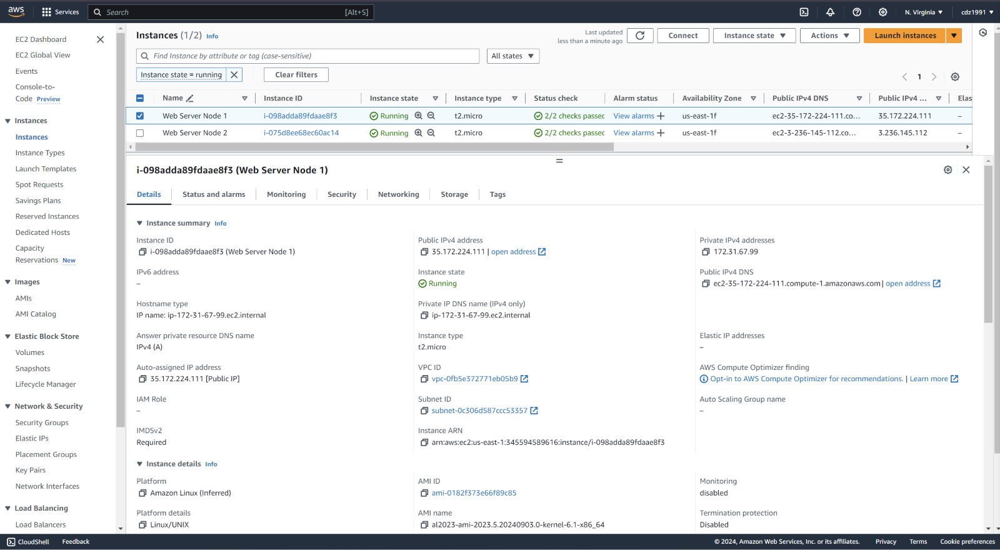 aws Services Search [Alt+S] N. Virginia cdz1991
EC2 Dashboard
EC2 Global View
Events
Console-to-
Code Preview
Instances
Instances
Instance Types
Launch Templates
Spot Requests
Savings Plans
Reserved Instances
Dedicated Hosts
Capacity
Reservations New
Images
AMIs
AMI Catalog
Elastic Block Store
Volumes
Snapshots
Lifecycle Manager
Network & Security
Security Groups
Elastic IPs
Placement Groups
Key Pairs
Network Interfaces
Load Balancing
Load Balancers
Instances (1/2) Info
Last updated
less than a minute ago
Connect Instance state Actions Launch instances
Find Instance by attribute or tag (case-sensitive) All states
Instance state = running Clear filters
1
Name Instance ID Instance state Instance type Status check Alarm status Availability Zone Public IPv4 DNS Public IPv4 ... Elas
Web Server Node 1 i-098adda89fdaae8f3 Running t2.micro 2/2 checks passec View alarms + us-east-1f ec2-35-172-224-111.co... 35.172.224.111 –
Web Server Node 2 i-075d8ee68ec60ac14 Running t2.micro 2/2 checks passec View alarms + us-east-1f ec2-3-236-145-112.co... 3.236.145.112 –
i-098adda89fdaae8f3 (Web Server Node 1)
Details Status and alarms Monitoring Security Networking Storage Tags
Instance summary Info
Instance ID
i-098adda89fdaae8f3 (Web Server Node 1)
Public IPv4 address
35.172.224.111 | open address
Private IPv4 addresses
172.31.67.99
IPv6 address
–
Instance state
Running
Public IPv4 DNS
ec2-35-172-224-111.compute-1.amazonaws.com | open address
Hostname type
IP name: ip-172-31-67-99.ec2.internal
Private IP DNS name (IPv4 only)
ip-172-31-67-99.ec2.internal
Answer private resource DNS name
IPv4 (A)
Instance type
t2.micro
Elastic IP addresses
–
Auto-assigned IP address
35.172.224.111 [Public IP]
VPC ID
vpc-0fb5e372771eb05b9
AWS Compute Optimizer finding
Opt-in to AWS Compute Optimizer for recommendations. | Learn more
IAM Role
–
Subnet ID
subnet-0c306d587ccc53357
Auto Scaling Group name
–
IMDSv2
Required
Instance ARN
arn:aws:ec2:us-east-1:345594589616:instance/i-098adda89fdaae8f3
Instance details Info
Platform
Amazon Linux (Inferred)
AMI ID
ami-0182f373e66f89c85
Monitoring
disabled
Platform details
Linux/UNIX
AMI name
al2023-ami-2023.5.20240903.0-kernel-6.1-x86_64
Termination protection
Disabled
CloudShell Feedback © 2024, Amazon Web Services, Inc. or its affiliates. Privacy Terms Cookie preferences